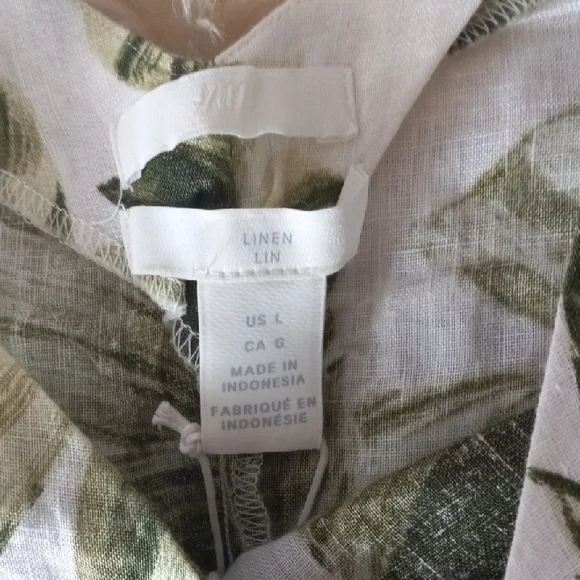 LINEN
LIN
US L
CA G
MADE IN
INDONESIA
FABRIQUÉ EN
INDONÉSIE